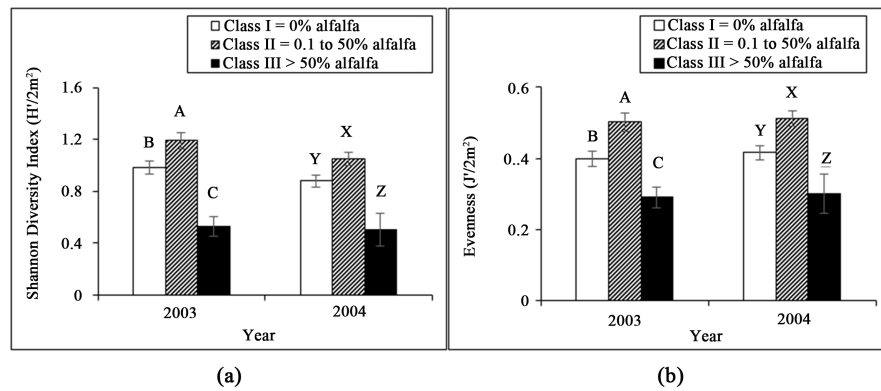 Class I = 0% alfalfa
Class II = 0.1 to 50% alfalfa
Class III > 50% alfalfa
Shannon Diversity Index (H'/2m²)
1.6
1.2
0.8
0.4
0
B
A
C
Y
X
Z
2003
2004
Year
(a)
Class I = 0% alfalfa
Class II = 0.1 to 50% alfalfa
Class III > 50% alfalfa
Evenness (J'/2m²)
0.6
0.4
0.2
0
B
A
C
Y
X
Z
2003
2004
Year
(b)